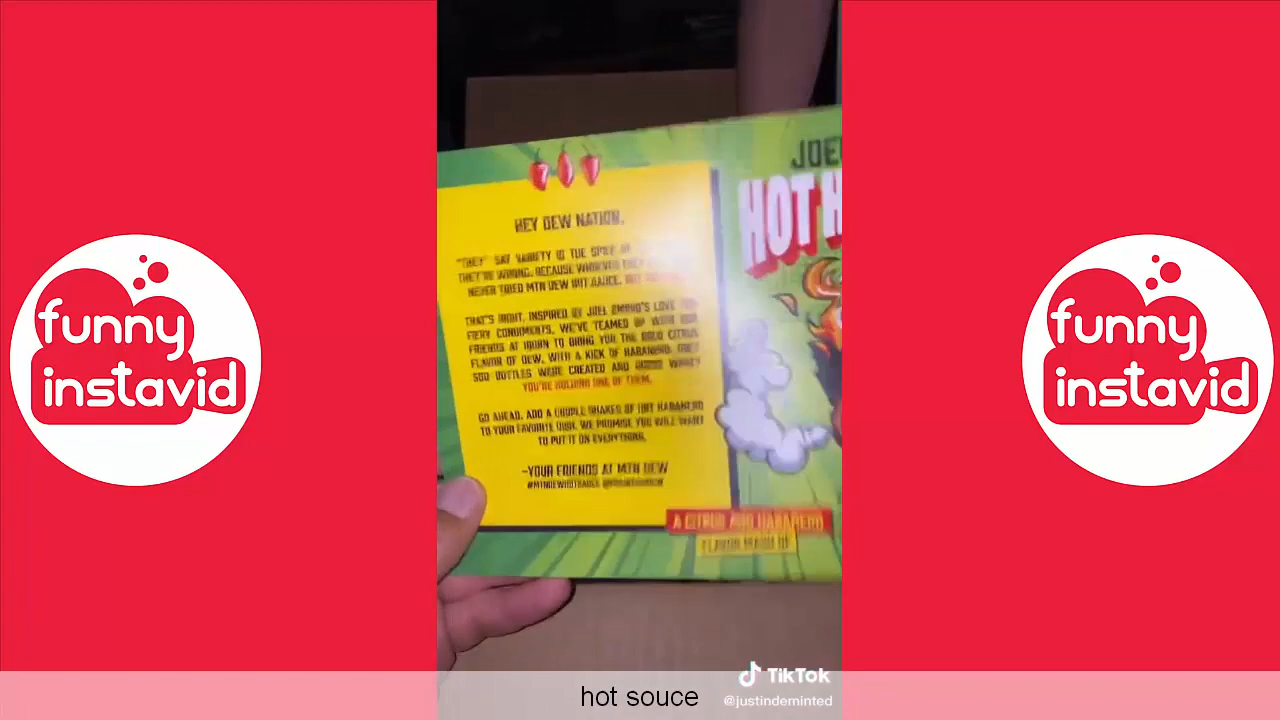 funny
instavid
HEY DEW NATION,
"THEY" SAY VARIETY IS THE SPICE OF
THEY'RE WRONG. BECAUSE WHOEVER THEY
NEVER TRIED MTN DEW HOT SAUCE.
THAT'S RIGHT, INSPIRED BY JOEL LOVE
FIERY CONDIMENTS, WE'VE TEAMED UP WITH OUR
FRIENDS AT TO BRING YOU THE BOLD CITRUS
FLAVOR OF DEW, WITH A KICK OF HABANERO. ONLY
500 BOTTLES WERE CREATED AND
YOU'RE HOLDING ONE OF THEM.
GO AHEAD, ADD A COUPLE SHAKES OF HOT HABANERO
TO YOUR FAVORITE DISH. WE PROMISE YOU WILL WANT
TO PUT IT ON EVERYTHING.
-YOUR FRIENDS AT MTN DEW
#MTNDEWHOTSAUCE
JOE
HOT H
A CITRUS AND HABANERO
funny
instavid
TikTok
@justindeminted
hot souce